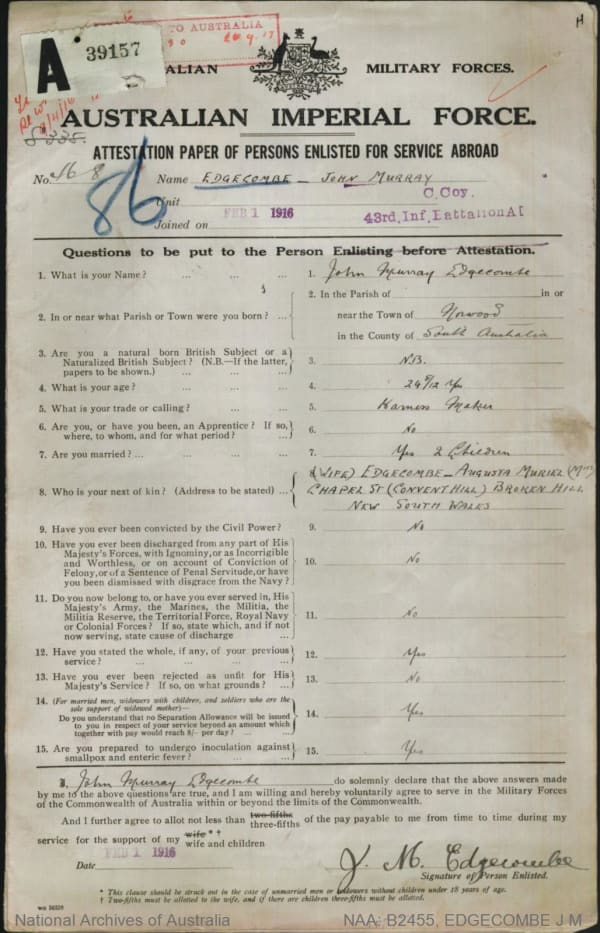 TO AUSTRALIA
A 39157
MILITARY FORCES.
AUSTRALIAN IMPERIAL FORCE.
ATTESTATION PAPER OF PERSONS ENLISTED FOR SERVICE ABROAD
No. 468 Name EDGECOMBE - JOHN MURRAY
86
Unit C. Coy.
43rd. Inf. Battalion
Joined on FEB 1 1916
Questions to be put to the Person Enlisting before Attestation.
1. What is your Name? ... ... ... 1. John Murray Edgecombe
2. In or near what Parish or Town were you born? ... 2. In the Parish of in or
near the Town of Norwood
in the County of South Australia
3. Are you a natural born British Subject or a
Naturalized British Subject? (N.B.—If the latter,
papers to be shown.) ... ... ... 3. N.B.
4. What is your age? ... ... ... 4. 24 9/12 Yrs
5. What is your trade or calling? ... ... 5. Harness Maker
6. Are you, or have you been, an Apprentice? If so,
where, to whom, and for what period? ... 6. No
7. Are you married? ... ... ... ... 7. Yes 2 Children
8. Who is your next of kin? (Address to be stated) ... 8. (WIFE) EDGECOMBE - AUGUSTA MURIEL (Mrs)
CHAPEL ST (CONVENT HILL) BROKEN HILL
NEW SOUTH WALES
9. Have you ever been convicted by the Civil Power? 9. No
10. Have you ever been discharged from any part of His
Majesty's Forces, with Ignominy, or as Incorrigible
and Worthless, or on account of Conviction of
Felony, or of a Sentence of Penal Servitude, or have
you been dismissed with disgrace from the Navy? 10. No
11. Do you now belong to, or have you ever served in, His
Majesty's Army, the Marines, the Militia, the
Militia Reserve, the Territorial Force, Royal Navy
or Colonial Forces? If so, state which, and if not
now serving, state cause of discharge ... 11. No
12. Have you stated the whole, if any, of your previous
service? ... ... ... ... 12. Yes
13. Have you ever been rejected as unfit for His
Majesty's Service? If so, on what grounds? ... 13. No
14. (For married men, widowers with children, and soldiers who are the
sole support of widowed mother)—
Do you understand that no Separation Allowance will be issued
to you in respect of your service beyond an amount which
together with pay would reach 8/- per day? ... ... 14. Yes
15. Are you prepared to undergo inoculation against
smallpox and enteric fever? ... ... 15. Yes
I, John Murray Edgecombe do solemnly declare that the above answers made
by me to the above questions are true, and I am willing and hereby voluntarily agree to serve in the Military Forces
of the Commonwealth of Australia within or beyond the limits of the Commonwealth.
And I further agree to allot not less than two-fifths three-fifths of the pay payable to me from time to time during my
service for the support of my wife * † wife and children
Date FEB 1 1916
J. M. Edgecombe
Signature of Person Enlisted.
* This clause should be struck out in the case of unmarried men or widowers without children under 18 years of age.
† Two-fifths must be allotted to the wife, and if there are children three-fifths must be allotted.
National Archives of Australia NAA: B2455, EDGECOMBE J M